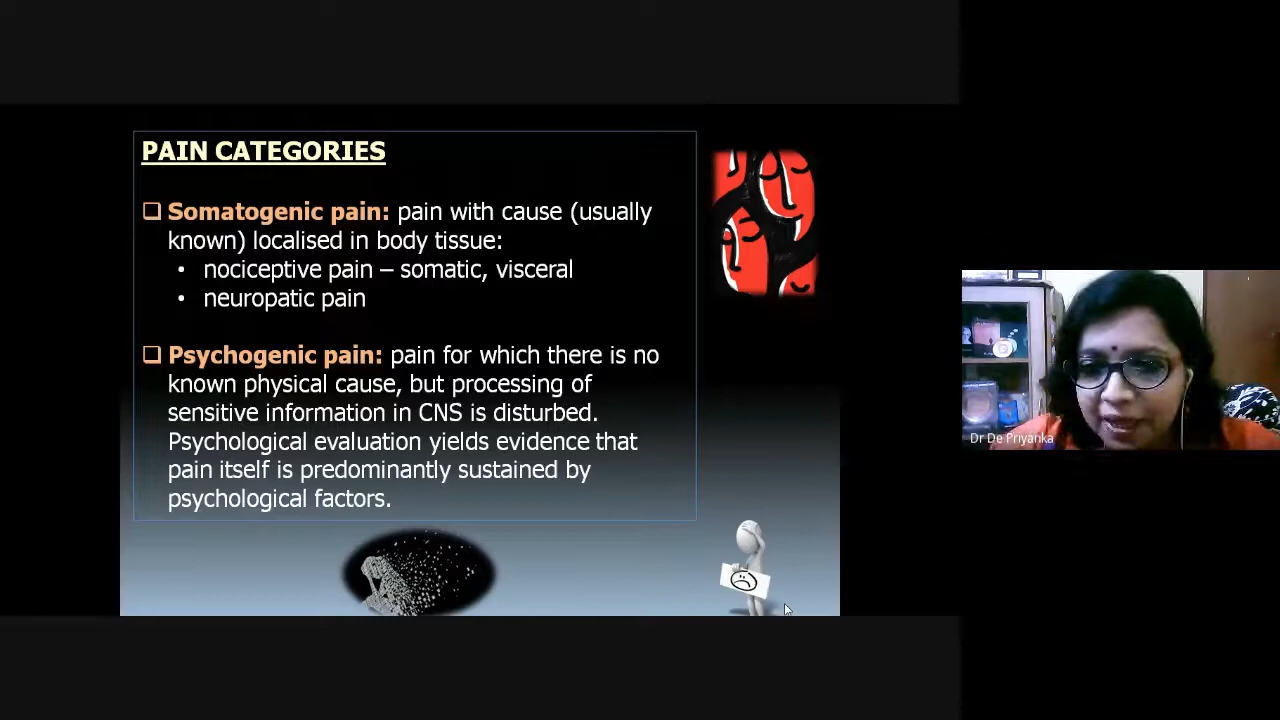 PAIN CATEGORIES
❑ Somatogenic pain: pain with cause (usually
known) localised in body tissue:
• nociceptive pain – somatic, visceral
• neuropatic pain
❑ Psychogenic pain: pain for which there is no
known physical cause, but processing of
sensitive information in CNS is disturbed.
Psychological evaluation yields evidence that
pain itself is predominantly sustained by
psychological factors.
Dr De Priyanka